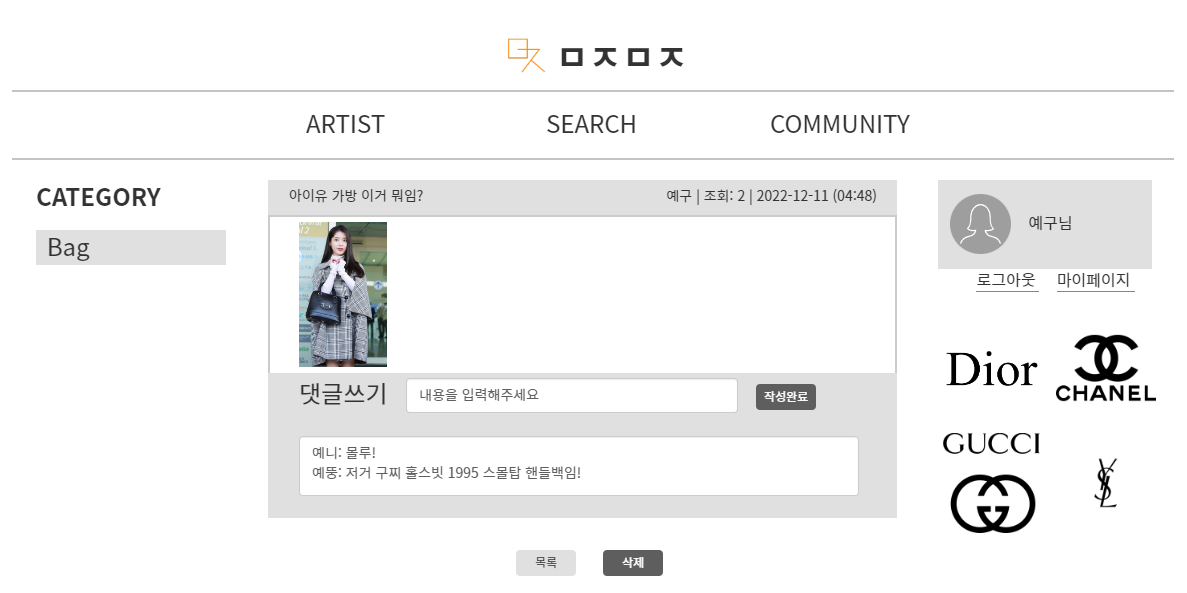 ㅁㅈㅁㅈ
ARTIST SEARCH COMMUNITY
CATEGORY
Bag
아이유 가방 이거 뭐임? 예구 | 조회: 2 | 2022-12-11 (04:48)
댓글쓰기 내용을 입력해주세요 작성완료
예니: 몰루!
예뚱: 저거 구찌 홀스빗 1995 스몰탑 핸들백임!
목록 삭제
예구님
로그아웃 마이페이지
Dior
CHANEL
GUCCI
YSL